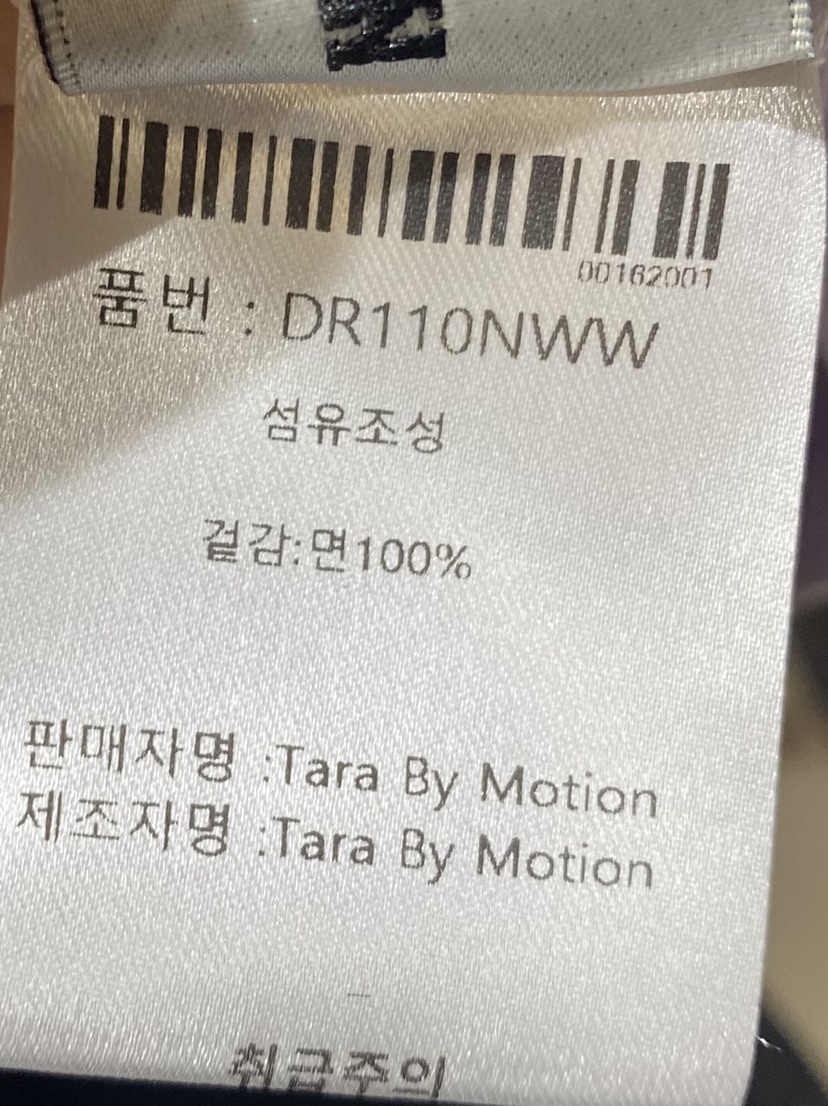 00162001
품번 : DR110NWW
섬유조성
겉감:면100%
판매자명 :Tara By Motion
제조자명 :Tara By Motion
취급주의